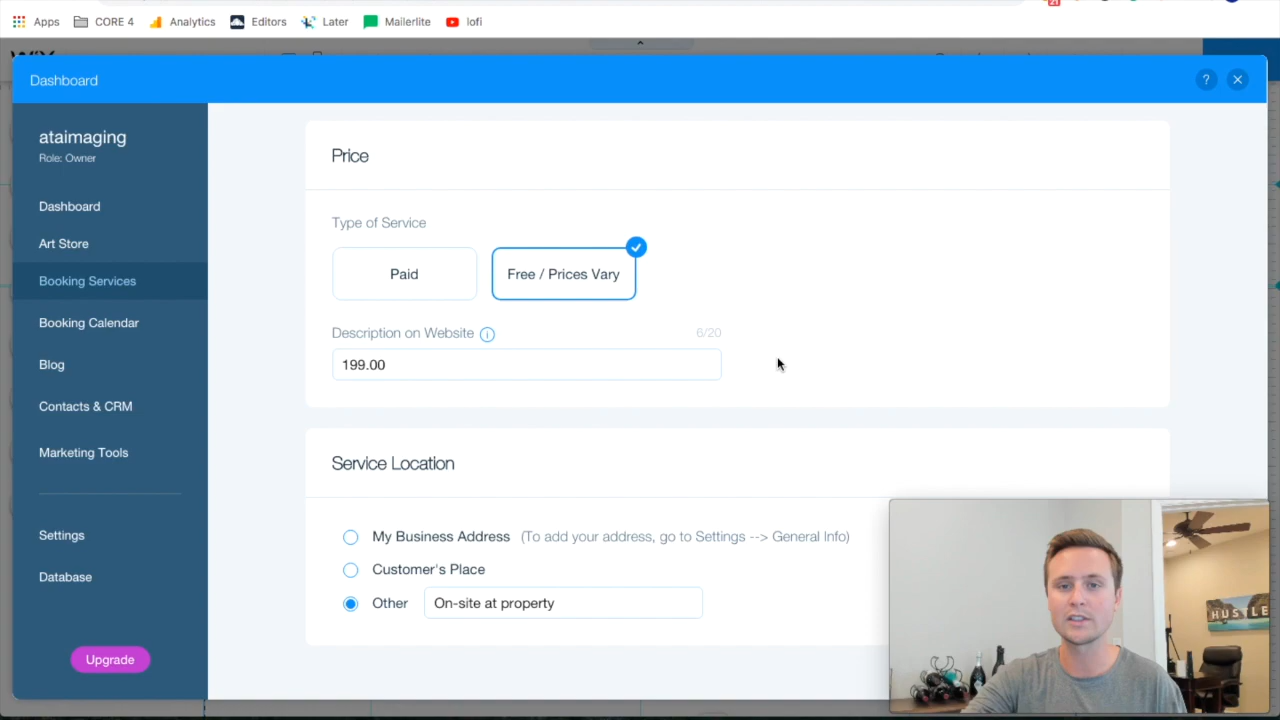 Apps
CORE 4
Analytics
Editors
Later
Mailerlite
lofi
21
Dashboard
?
ataimaging
Role: Owner
Dashboard
Art Store
Booking Services
Booking Calendar
Blog
Contacts & CRM
Marketing Tools
Settings
Database
Upgrade
Price
Type of Service
Paid
Free / Prices Vary
Description on Website
6/20
199.00
Service Location
My Business Address (To add your address, go to Settings --> General Info)
Customer's Place
Other
On-site at property
HUSTLE